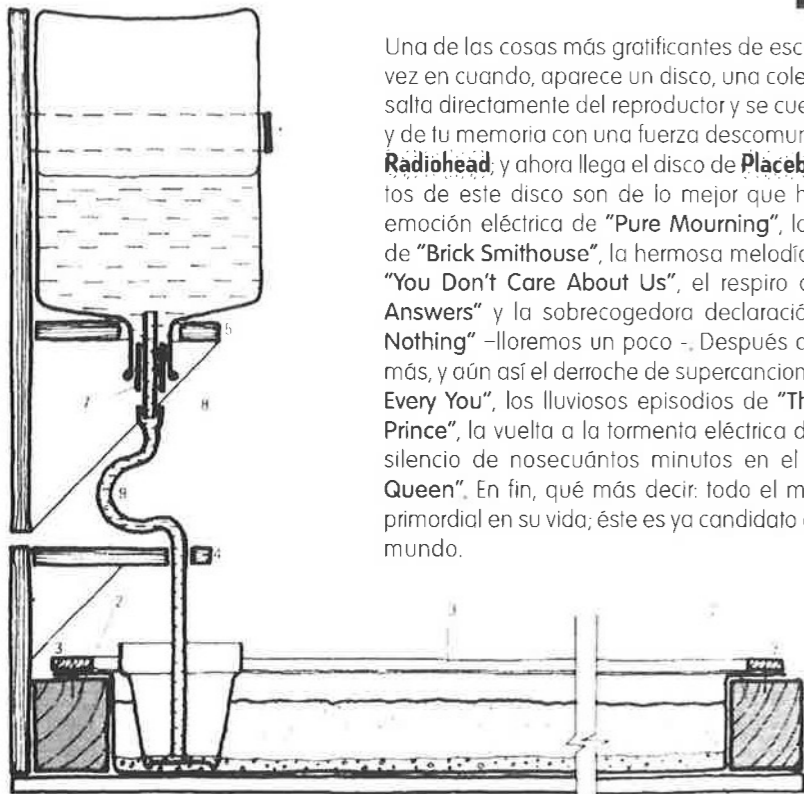 Una de las cosas más gratificantes de esc
vez en cuando, aparece un disco, una cole
salta directamente del reproductor y se cue
y de tu memoria con una fuerza descomun
Radiohead; y ahora llega el disco de Placeb
tos de este disco son de lo mejor que h
emoción eléctrica de "Pure Mourning", la
de "Brick Smithouse", la hermosa melodía
"You Don't Care About Us", el respiro d
Answers" y la sobrecogedora declaració
Nothing" –lloremos un poco -. Después d
más, y aún así el derroche de supercancion
Every You", los lluviosos episodios de "Th
Prince", la vuelta a la tormenta eléctrica d
silencio de nosecuántos minutos en el
Queen". En fin, qué más decir: todo el m
primordial en su vida; éste es ya candidato
mundo.
5
7
8
9
4
2
3
3